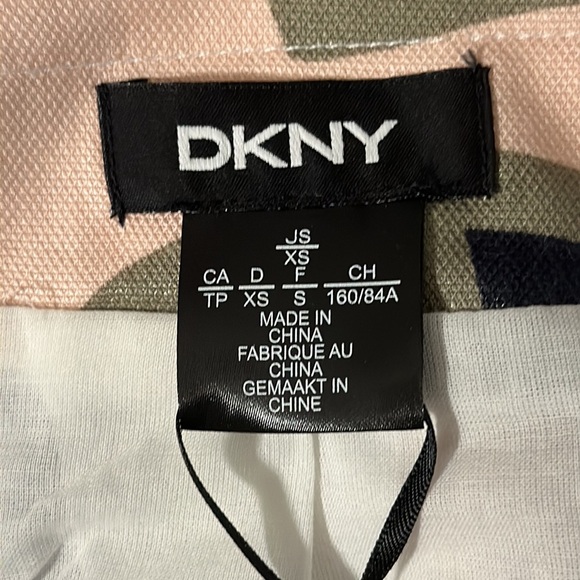 DKNY
JS
XS
CA D F CH
TP XS S 160/84A
MADE IN
CHINA
FABRIQUE AU
CHINA
GEMAAKT IN
CHINE